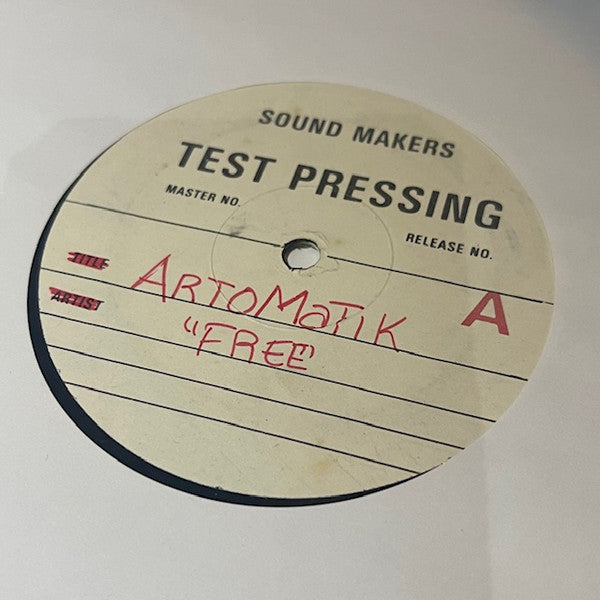 SOUND MAKERS
TEST PRESSING
MASTER NO.
RELEASE NO.
TITLE ARTOMATIK A
ARTIST "FREE"